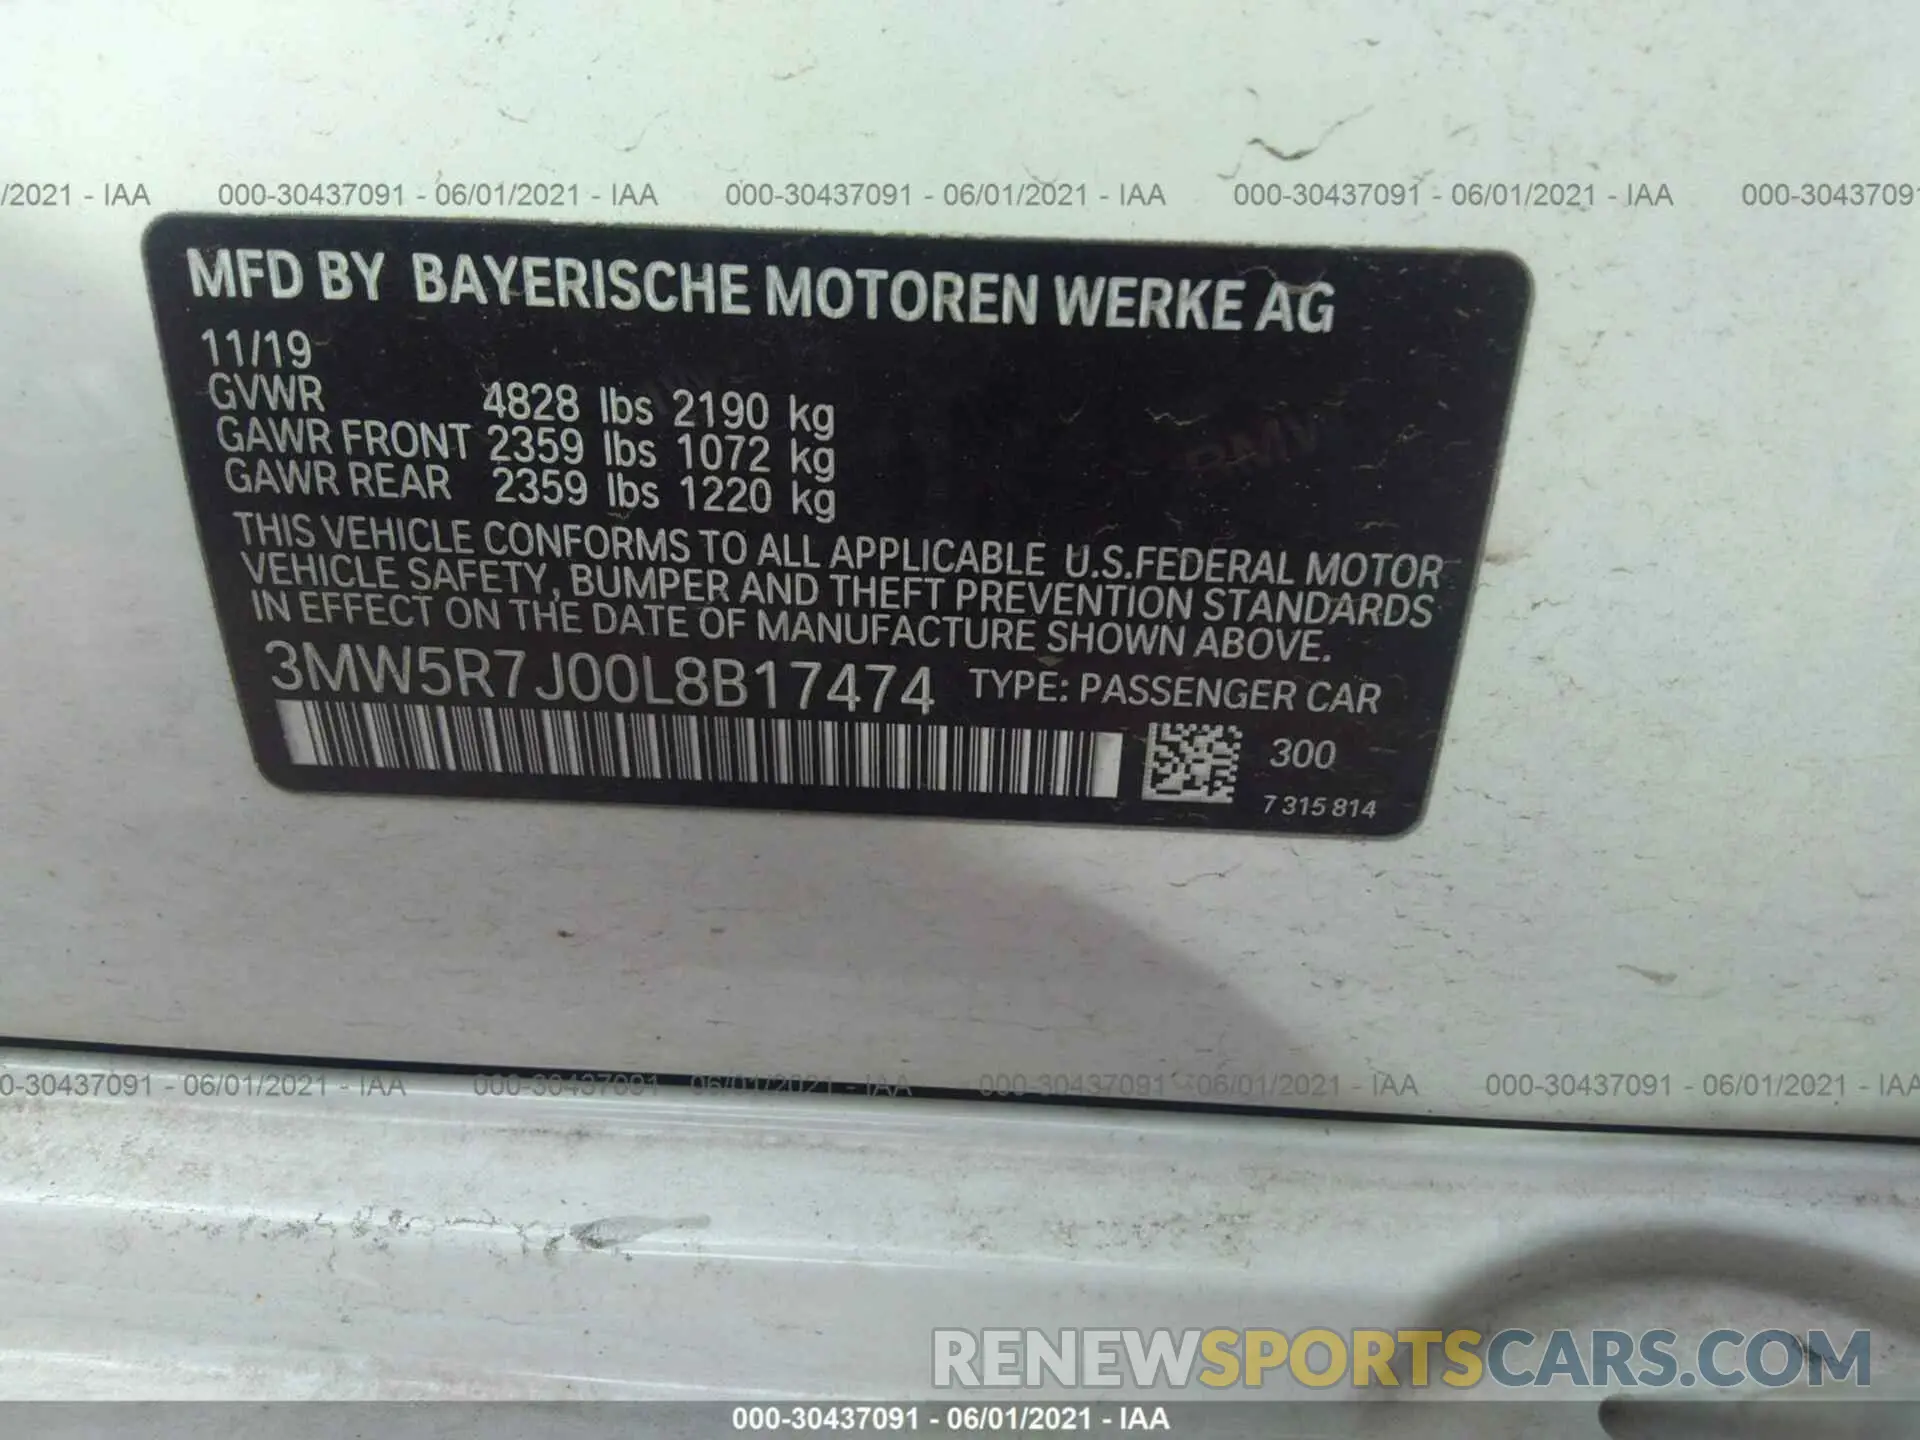 /2021 - IAA 000-30437091 - 06/01/2021 - IAA 000-30437091 - 06/01/2021 - IAA 000-30437091 - 06/01/2021 - IAA 000-3043709
MFD BY BAYERISCHE MOTOREN WERKE AG
11/19
GVWR 4828 lbs 2190 kg
GAWR FRONT 2359 lbs 1072 kg
GAWR REAR 2359 lbs 1220 kg
THIS VEHICLE CONFORMS TO ALL APPLICABLE U.S.FEDERAL MOTOR
VEHICLE SAFETY, BUMPER AND THEFT PREVENTION STANDARDS
IN EFFECT ON THE DATE OF MANUFACTURE SHOWN ABOVE.
3MW5R7J00L8B17474 TYPE: PASSENGER CAR
300
7 315 814
0-30437091 - 06/01/2021 - IAA 000-30437091 - 06/01/2021 - IAA 000-30437091 - 06/01/2021 - IAA 000-30437091 - 06/01/2021 - IAA
RENEWSPORTSCARS.COM
000-30437091 - 06/01/2021 - IAA